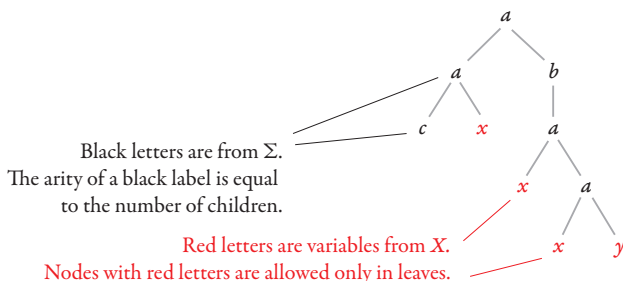 a
a
b
c
x
a
Black letters are from Σ.
The arity of a black label is equal
to the number of children.
x
a
Red letters are variables from X.
x
y
Nodes with red letters are allowed only in leaves.